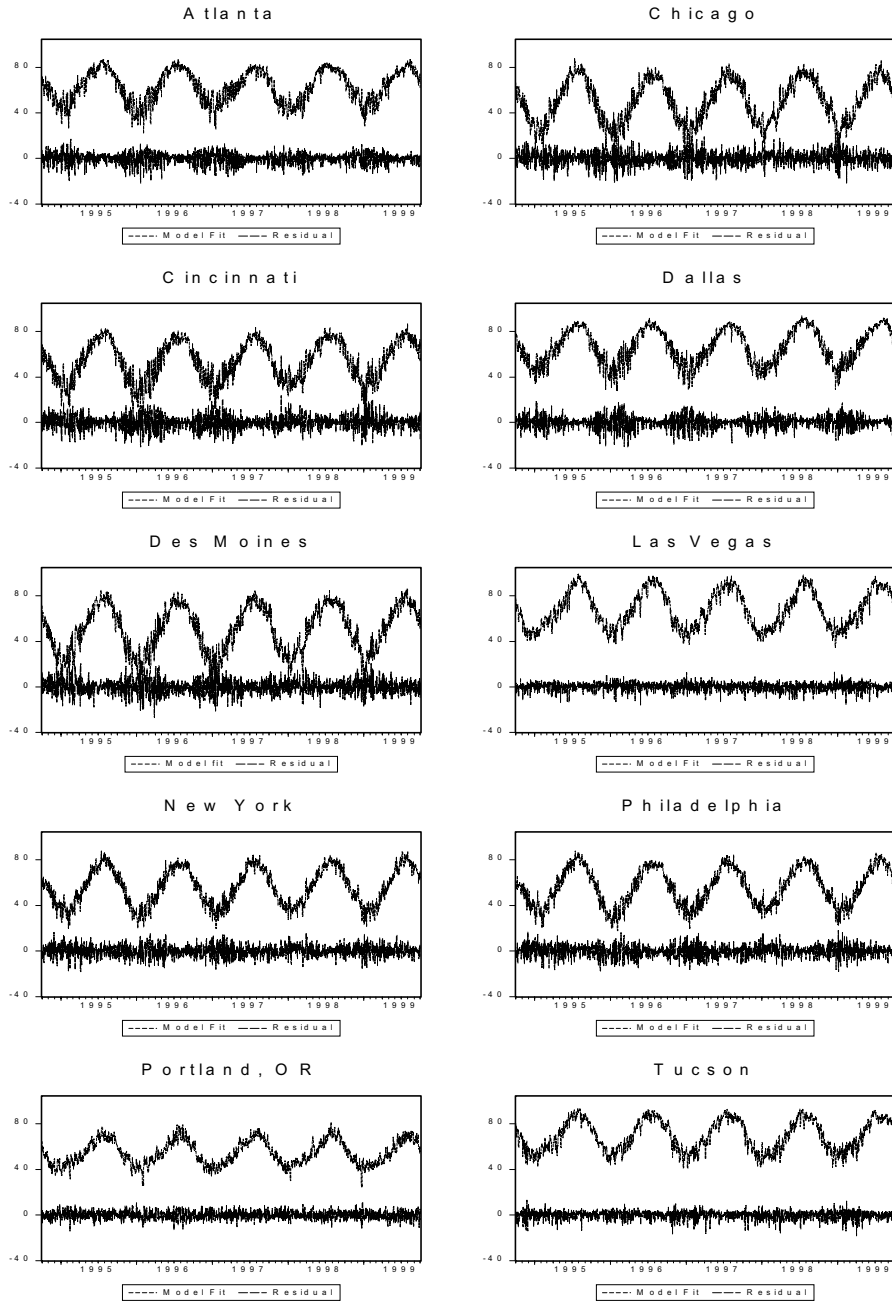 Atlanta
80
40
0
-40
1995 1996 1997 1998 1999
Model Fit Residual
Chicago
80
40
0
-40
1995 1996 1997 1998 1999
Model Fit Residual
Cincinnati
80
40
0
-40
1995 1996 1997 1998 1999
Model Fit Residual
Dallas
80
40
0
-40
1995 1996 1997 1998 1999
Model Fit Residual
Des Moines
80
40
0
-40
1995 1996 1997 1998 1999
Model fit Residual
Las Vegas
80
40
0
-40
1995 1996 1997 1998 1999
Model Fit Residual
New York
80
40
0
-40
1995 1996 1997 1998 1999
Model Fit Residual
Philadelphia
80
40
0
-40
1995 1996 1997 1998 1999
Model Fit Residual
Portland, OR
80
40
0
-40
1995 1996 1997 1998 1999
Model Fit Residual
Tucson
80
40
0
-40
1995 1996 1997 1998 1999
Model Fit Residual